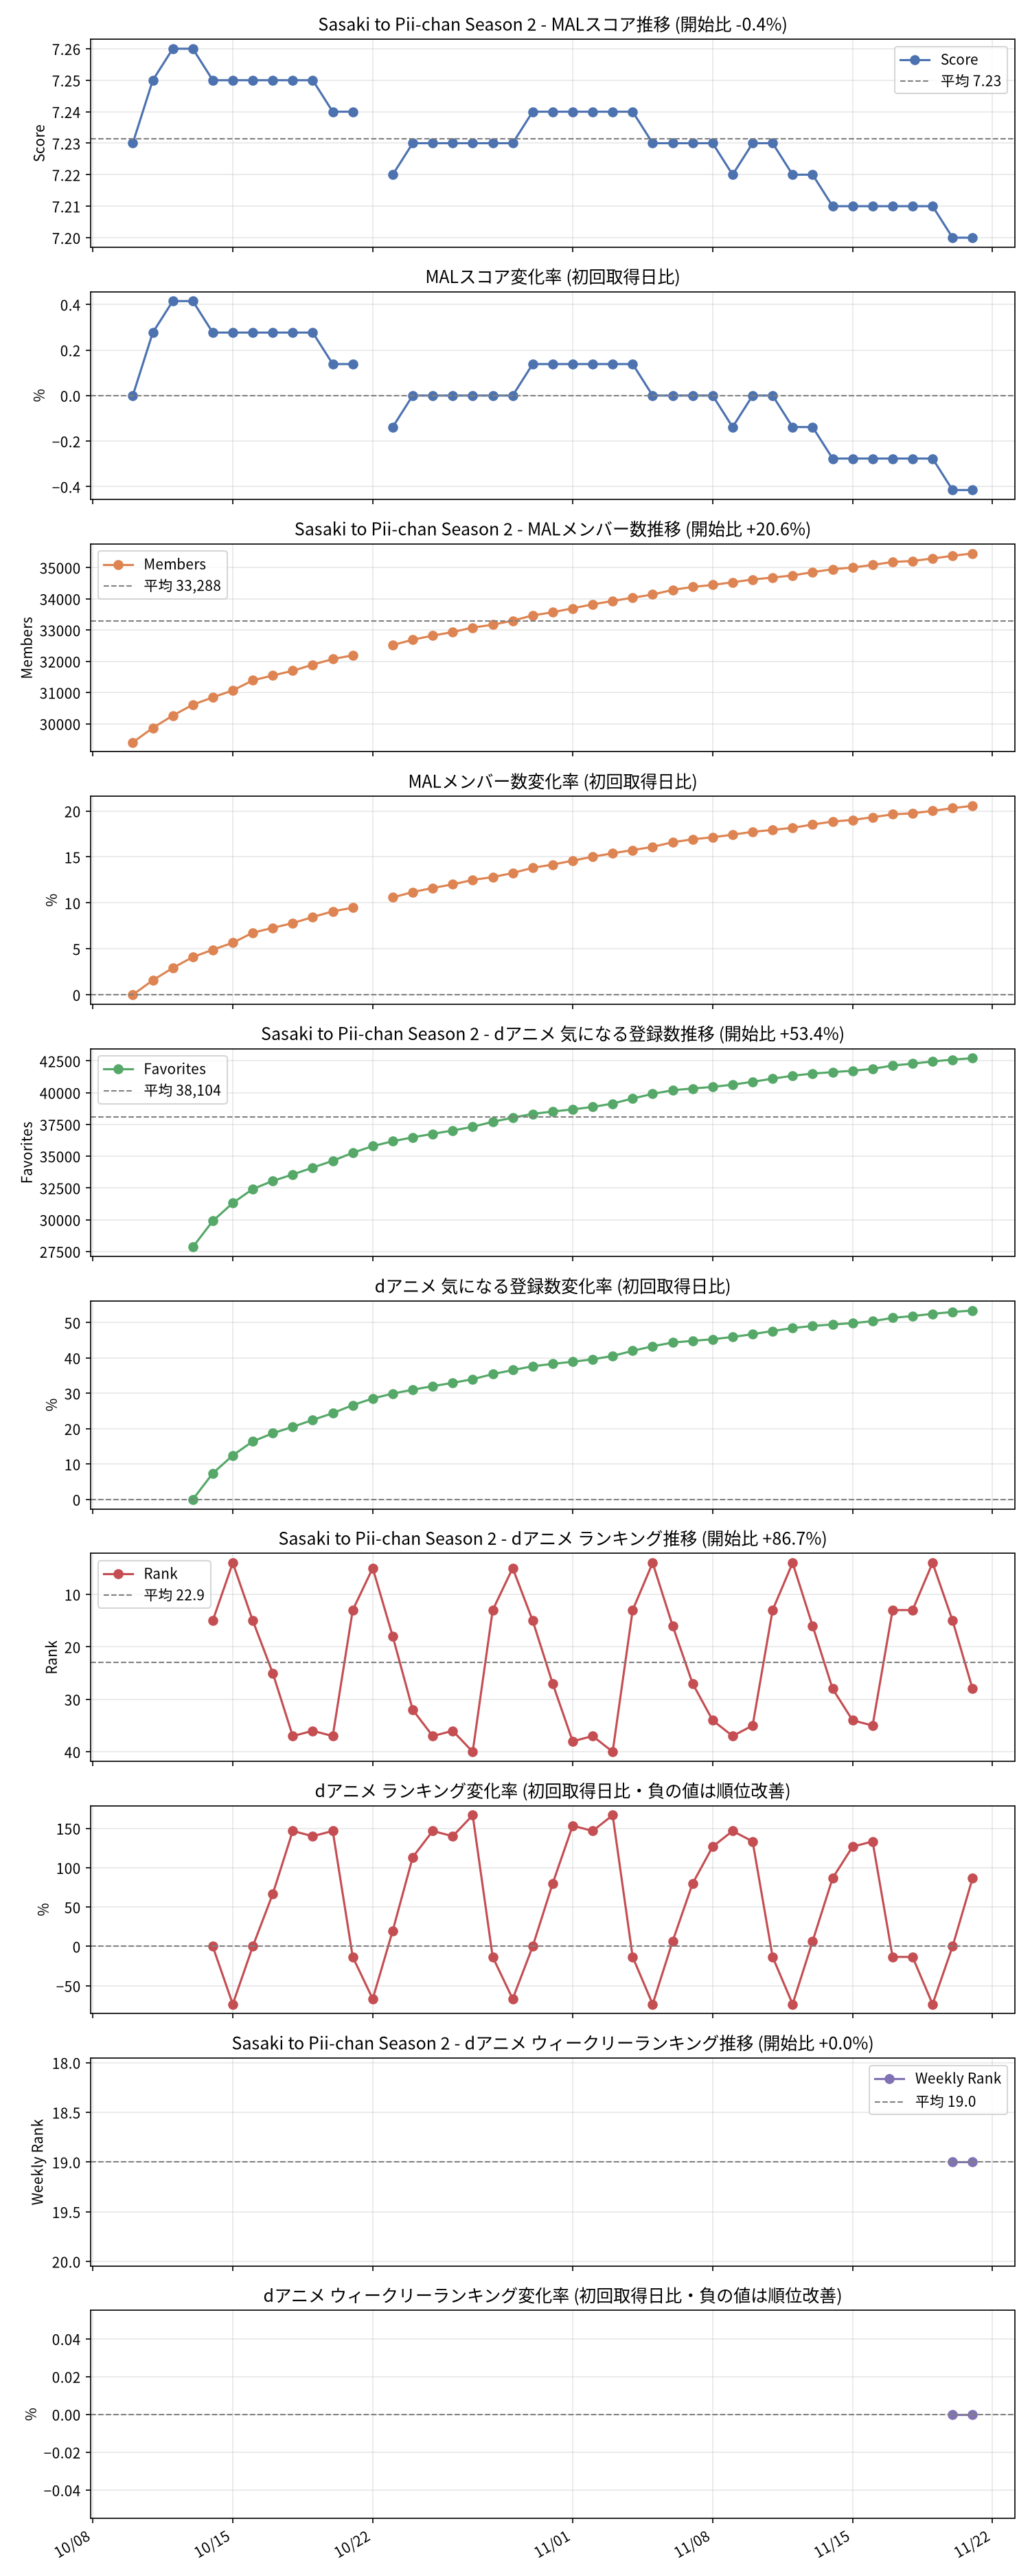 Sasaki to Pii-chan Season 2 - MALスコア推移 (開始比 -0.4%)
7.26
7.25
7.24
7.23
7.22
7.21
7.20
Score
Score
平均 7.23
MALスコア変化率 (初回取得日比)
0.4
0.2
0.0
−0.2
−0.4
%
Sasaki to Pii-chan Season 2 - MALメンバー数推移 (開始比 +20.6%)
35000
34000
33000
32000
31000
30000
Members
Members
平均 33,288
MALメンバー数変化率 (初回取得日比)
20
15
10
5
0
%
Sasaki to Pii-chan Season 2 - dアニメ 気になる登録数推移 (開始比 +53.4%)
42500
40000
37500
35000
32500
30000
27500
Favorites
Favorites
平均 38,104
dアニメ 気になる登録数変化率 (初回取得日比)
50
40
30
20
10
0
%
Sasaki to Pii-chan Season 2 - dアニメ ランキング推移 (開始比 +86.7%)
10
20
30
40
Rank
Rank
平均 22.9
dアニメ ランキング変化率 (初回取得日比・負の値は順位改善)
150
100
50
0
−50
%
Sasaki to Pii-chan Season 2 - dアニメ ウィークリーランキング推移 (開始比 +0.0%)
18.0
18.5
19.0
19.5
20.0
Weekly Rank
Weekly Rank
平均 19.0
dアニメ ウィークリーランキング変化率 (初回取得日比・負の値は順位改善)
0.04
0.02
0.00
−0.02
−0.04
%
10/08
10/15
10/22
11/01
11/08
11/15
11/22